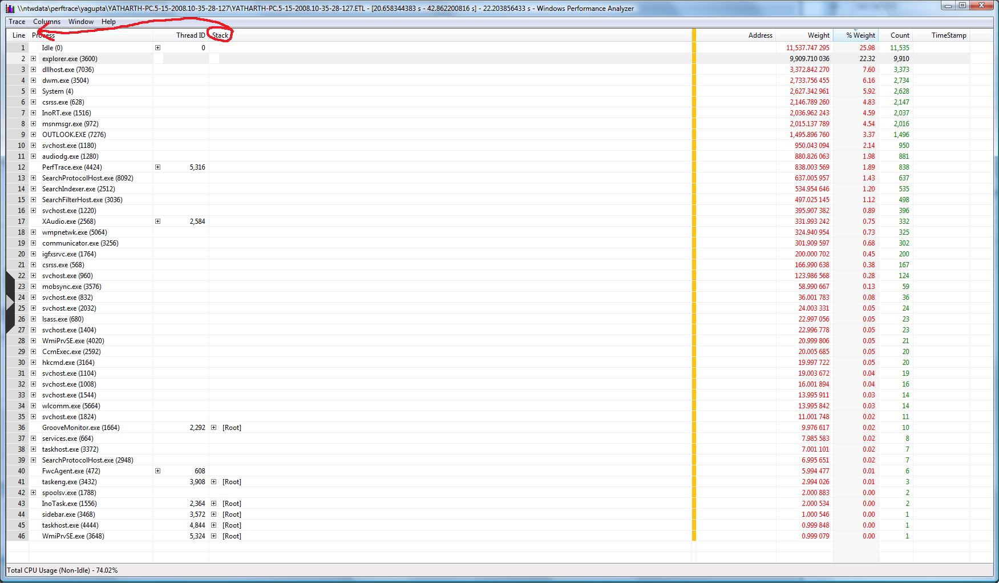 \\ntwdata\perftrace\yagupta\YATHARTH-PC.5-15-2008.10-35-28-127\YATHARTH-PC.5-15-2008.10-35-28-127.ETL - [20.658344383 s - 42.862200816 s] - 22.203856433 s - Windows Performance Analyzer
Trace Columns Window Help
Line Process Thread ID Stack Address Weight % Weight Count TimeStamp
1 Idle (0) 0 11,537.747 295 25.98 11,535
2 explorer.exe (3600) 9,909.710 036 22.32 9,910
3 dllhost.exe (7036) 3,372.842 270 7.60 3,373
4 dwm.exe (3504) 2,733.756 455 6.16 2,734
5 System (4) 2,627.342 961 5.92 2,628
6 csrss.exe (628) 2,146.789 260 4.83 2,147
7 InoRT.exe (1516) 2,036.962 243 4.59 2,037
8 msnmsgr.exe (972) 2,015.137 789 4.54 2,016
9 OUTLOOK.EXE (7276) 1,495.896 760 3.37 1,496
10 svchost.exe (1180) 950.043 094 2.14 950
11 audiodg.exe (1280) 880.826 063 1.98 881
12 PerfTrace.exe (4424) 5,316 838.003 569 1.89 838
13 SearchProtocolHost.exe (8092) 637.005 957 1.43 637
14 SearchIndexer.exe (2512) 534.954 646 1.20 535
15 SearchFilterHost.exe (3036) 497.025 145 1.12 498
16 svchost.exe (1220) 395.907 382 0.89 396
17 XAudio.exe (2568) 2,584 331.993 242 0.75 332
18 wmpnetwk.exe (5064) 324.940 954 0.73 325
19 communicator.exe (3256) 301.909 597 0.68 302
20 igfxsrvc.exe (1764) 200.000 702 0.45 200
21 csrss.exe (568) 166.990 638 0.38 167
22 svchost.exe (960) 123.986 568 0.28 124
23 mobsync.exe (3576) 58.990 667 0.13 59
24 svchost.exe (832) 36.001 783 0.08 36
25 svchost.exe (2032) 24.003 331 0.05 24
26 lsass.exe (680) 22.997 056 0.05 23
27 svchost.exe (1404) 22.996 778 0.05 23
28 WmiPrvSE.exe (4020) 20.999 806 0.05 21
29 CcmExec.exe (2592) 20.005 685 0.05 20
30 hkcmd.exe (3164) 19.997 722 0.05 20
31 svchost.exe (1104) 19.003 672 0.04 19
32 svchost.exe (1008) 16.001 894 0.04 16
33 svchost.exe (1544) 13.995 911 0.03 14
34 wlcomm.exe (5664) 13.995 842 0.03 14
35 svchost.exe (1824) 11.001 748 0.02 11
36 GrooveMonitor.exe (1664) 2,292 [Root] 9.976 617 0.02 10
37 services.exe (664) 7.985 583 0.02 8
38 taskhost.exe (3372) 7.001 101 0.02 7
39 SearchProtocolHost.exe (2948) 6.995 651 0.02 7
40 FwcAgent.exe (472) 608 5.994 477 0.01 6
41 taskeng.exe (3432) 3,908 [Root] 2.994 026 0.01 3
42 spoolsv.exe (1788) 2.000 883 0.00 2
43 InoTask.exe (1556) 2,364 [Root] 2.000 534 0.00 2
44 sidebar.exe (3468) 3,572 [Root] 1.000 546 0.00 1
45 taskhost.exe (4444) 4,844 [Root] 0.999 848 0.00 1
46 WmiPrvSE.exe (3648) 5,324 [Root] 0.999 079 0.00 1
Total CPU Usage (Non-Idle) - 74.02%